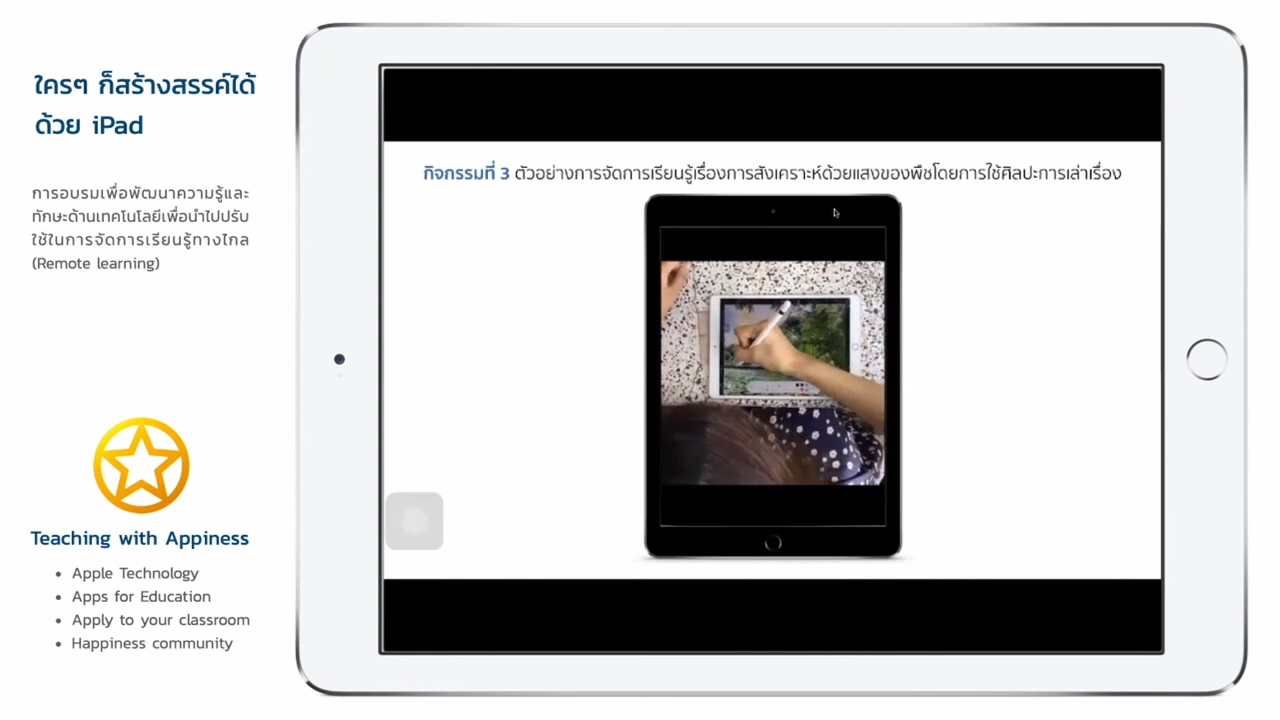 ใครๆ ก็สร้างสรรค์ได้
ด้วย iPad
การอบรมเพื่อพัฒนาความรู้และ
ทักษะด้านเทคโนโลยีเพื่อนำไปปรับ
ใช้ในการจัดการเรียนรู้ทางไกล
(Remote learning)
Teaching with Appiness
• Apple Technology
• Apps for Education
• Apply to your classroom
• Happiness community
กิจกรรมที่ 3 ตัวอย่างการจัดการเรียนรู้เรื่องการสังเคราะห์ด้วยแสงของพืชโดยการใช้ศิลปะการเล่าเรื่อง